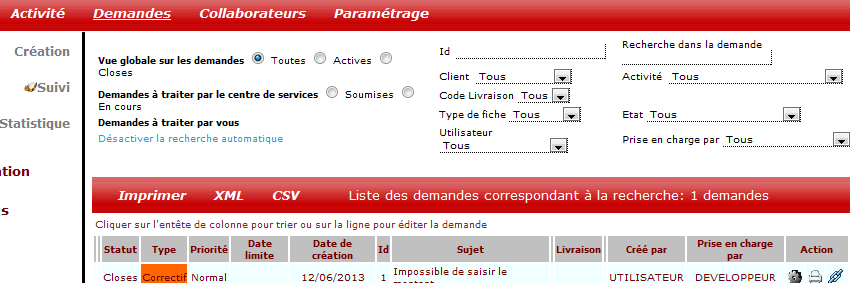 Activité Demandes Collaborateurs Paramétrage
Création
Suivi
Statistique
ation
s
Vue globale sur les demandes Toutes Actives
Closes
Demandes à traiter par le centre de services Soumises
En cours
Demandes à traiter par vous
Désactiver la recherche automatique
Id
Recherche dans la demande
Client Tous
Activité Tous
Code Livraison Tous
Type de fiche Tous
Etat Tous
Utilisateur
Tous
Prise en charge par Tous
Imprimer XML CSV Liste des demandes correspondant à la recherche: 1 demandes
Cliquer sur l'entête de colonne pour trier ou sur la ligne pour éditer la demande
Statut Type Priorité Date limite Date de création Id Sujet Livraison Créé par Prise en charge par Action
Closes Correctif Normal 12/06/2013 1 Impossible de saisir le UTILISATEUR DEVELOPPEUR
montant